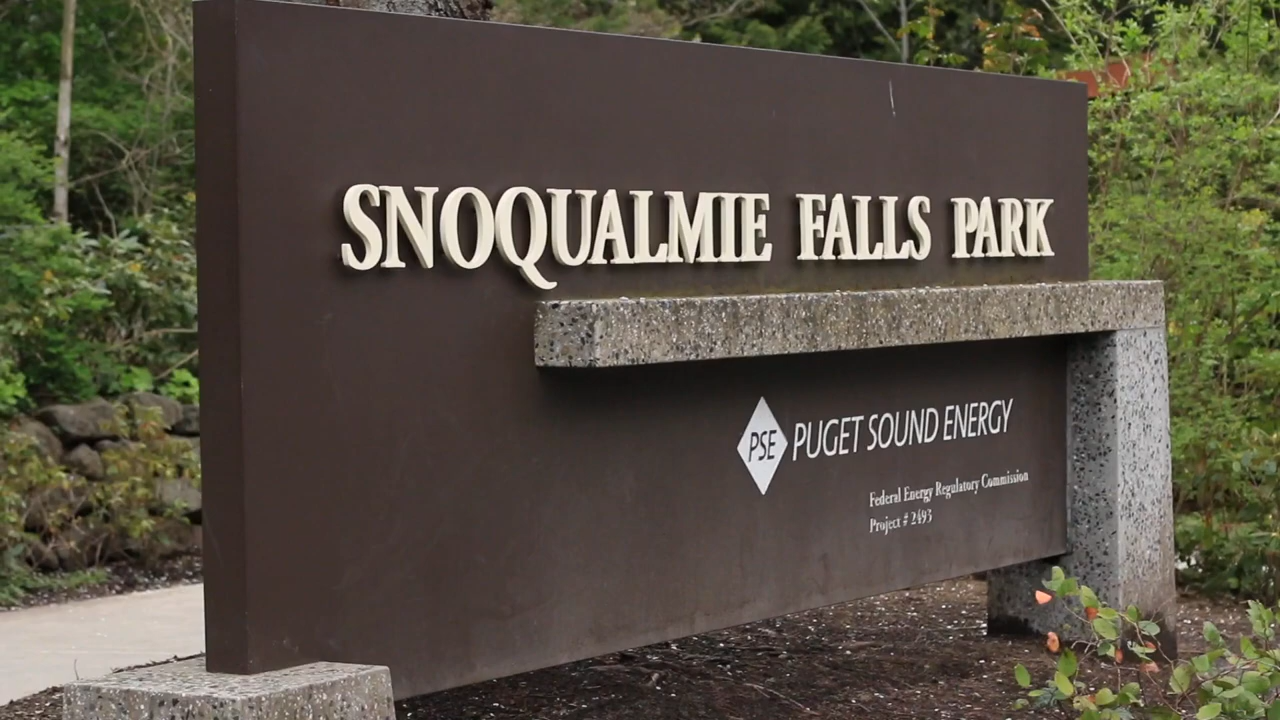 SNOQUALMIE FALLS PARK
PSE PUGET SOUND ENERGY
Federal Energy Regulatory Commission
Project # 2493